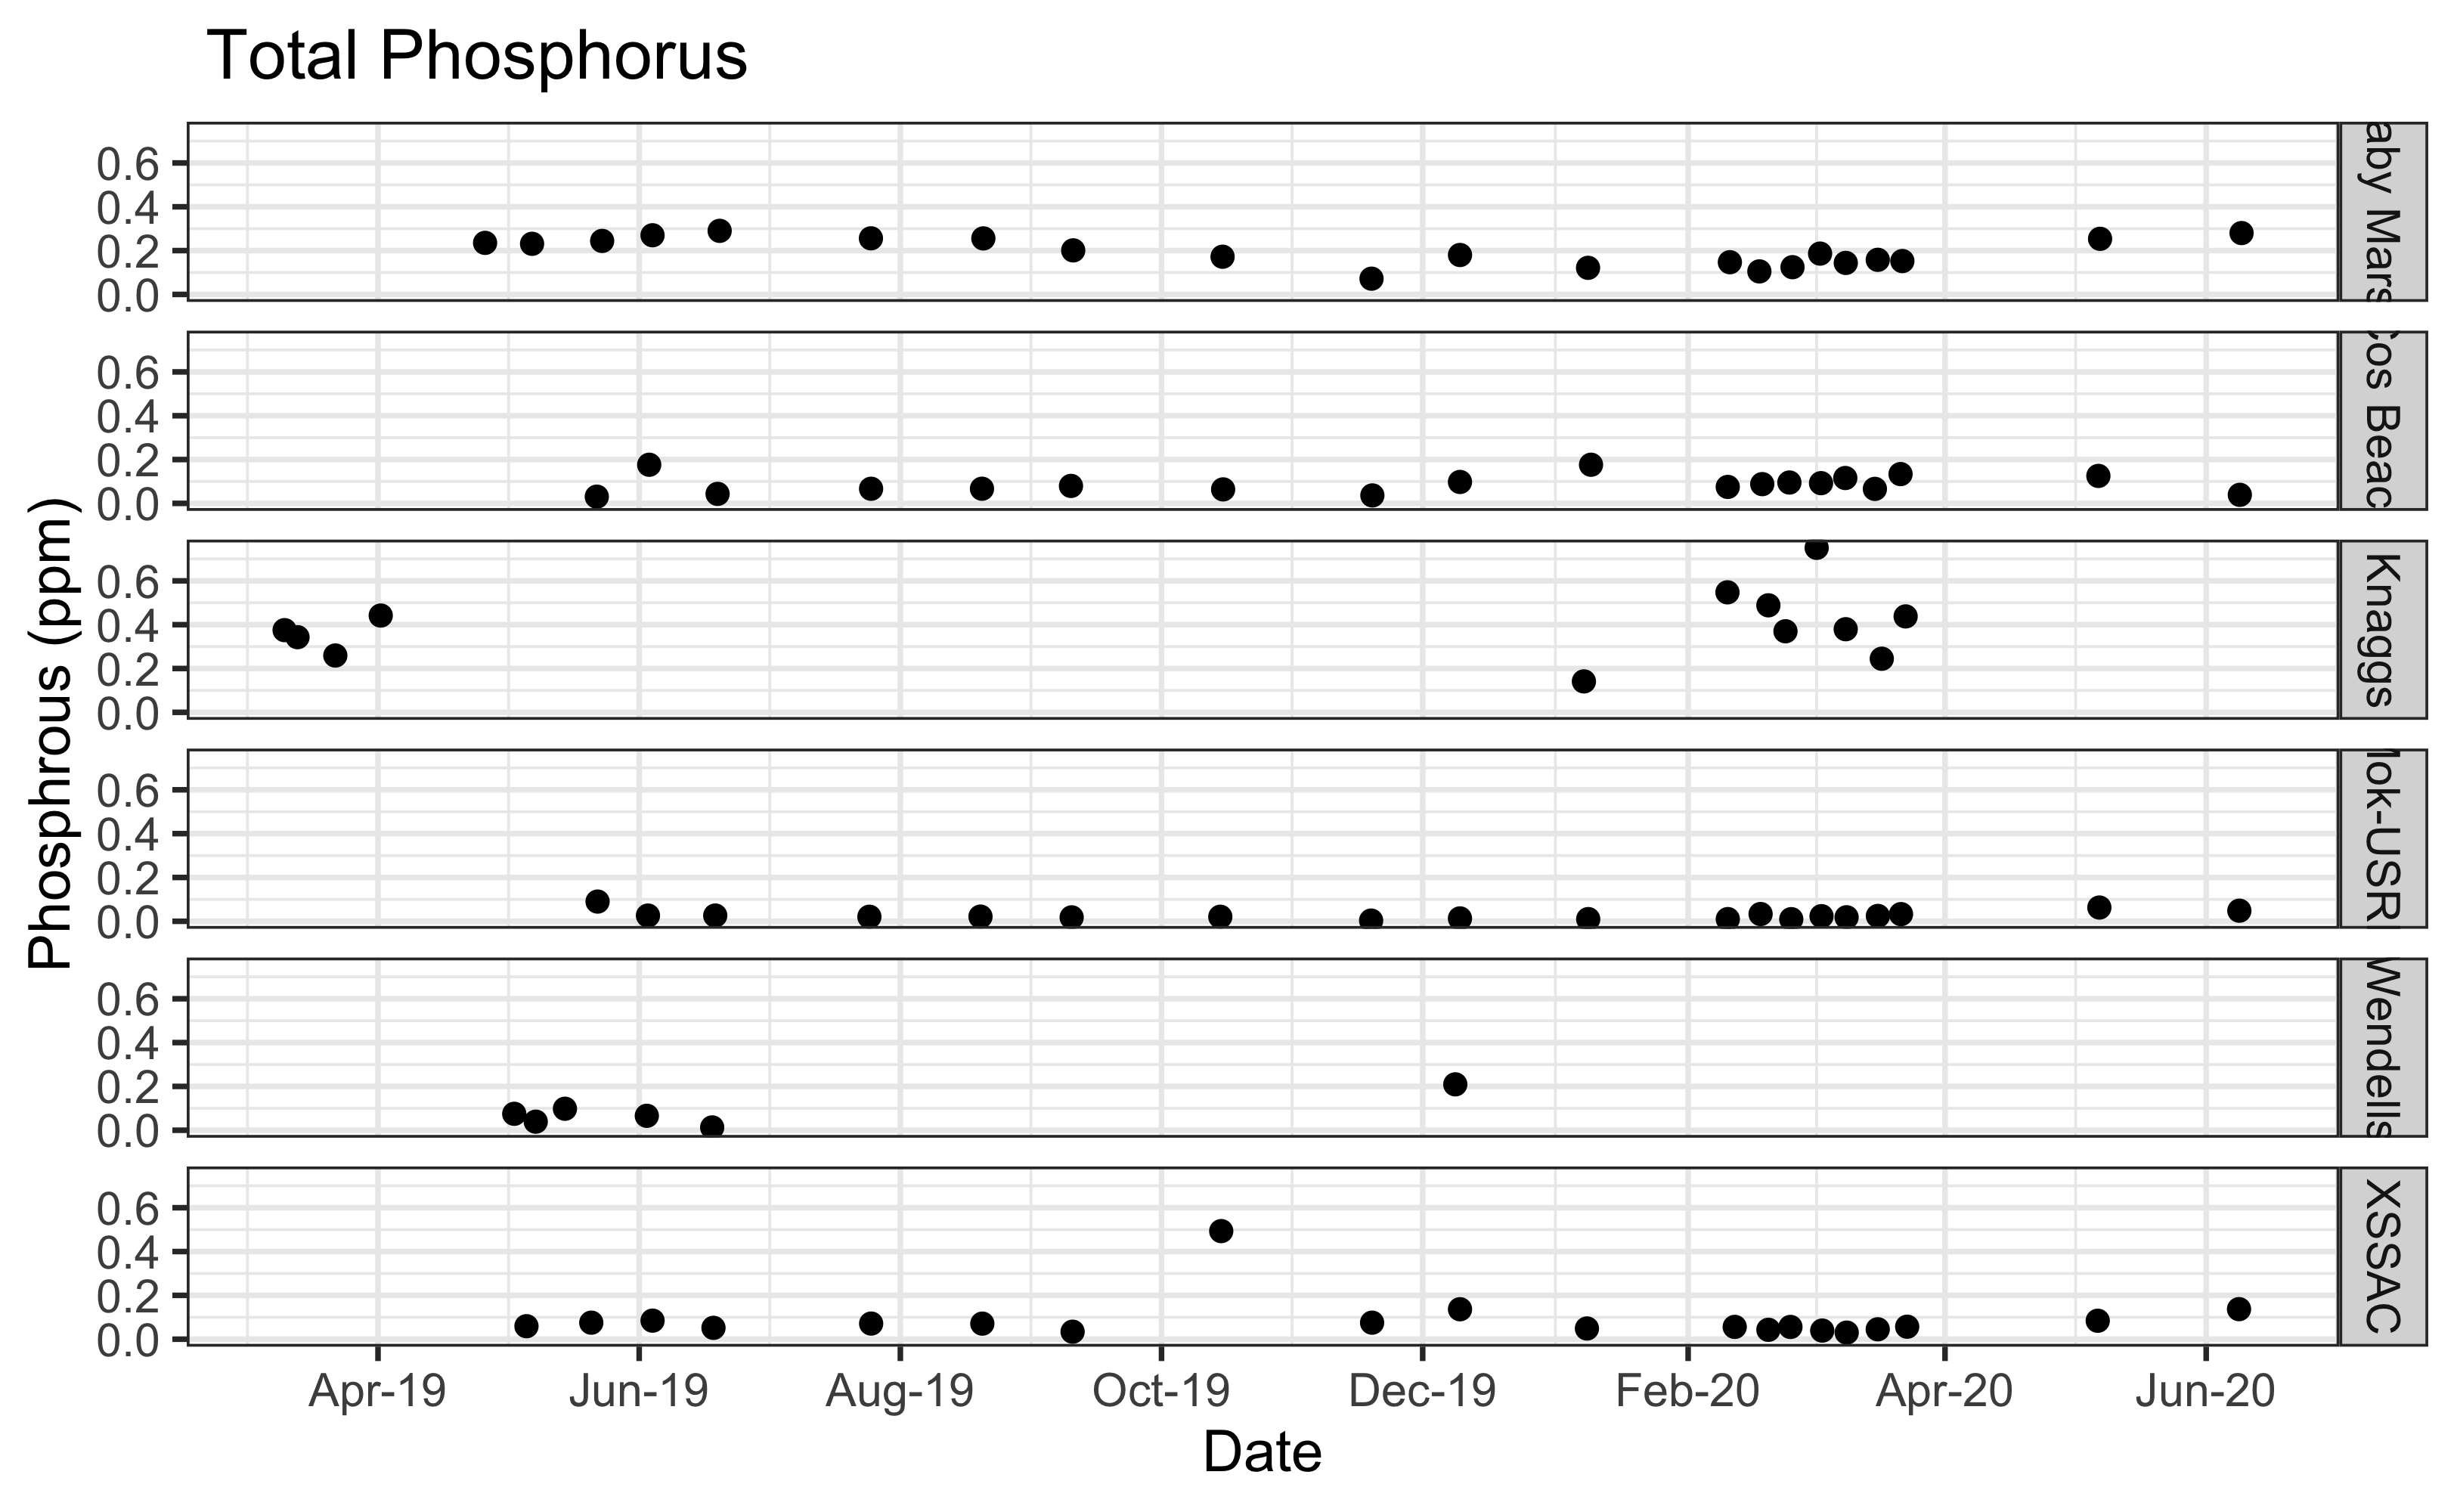 Total Phosphorus
Phosphrous (ppm)
0.6
0.4
0.2
0.0
aby Mars
0.6
0.4
0.2
0.0
Cos Beac
0.6
0.4
0.2
0.0
Knaggs
0.6
0.4
0.2
0.0
ok-USRI
0.6
0.4
0.2
0.0
Wendells
0.6
0.4
0.2
0.0
XSSAC
Apr-19 Jun-19 Aug-19 Oct-19 Dec-19 Feb-20 Apr-20 Jun-20
Date